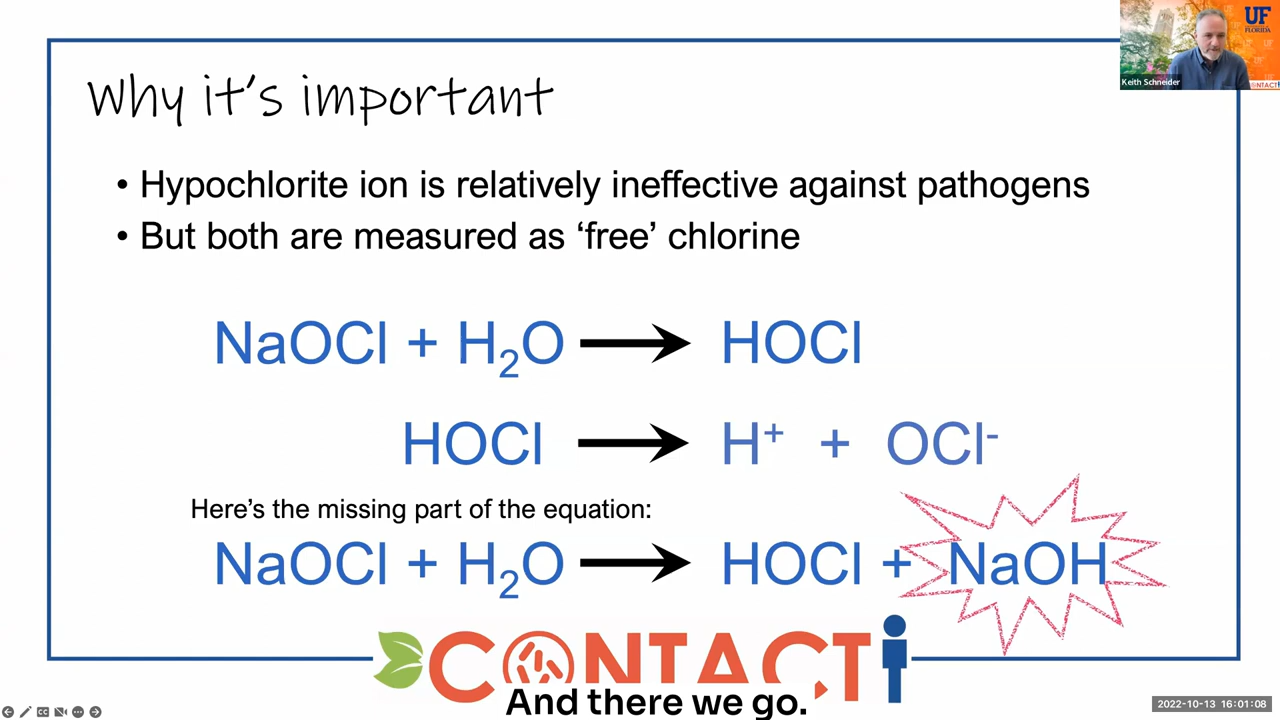 Why it's important
• Hypochlorite ion is relatively ineffective against pathogens
• But both are measured as ‘free’ chlorine
NaOCl + H₂O → HOCl
HOCl → H⁺ + OCl⁻
Here’s the missing part of the equation:
NaOCl + H₂O → HOCl + NaOH
CONTACT
And there we go.
UF
FLORIDA
Keith Schneider
2022-10-13 16:01:08